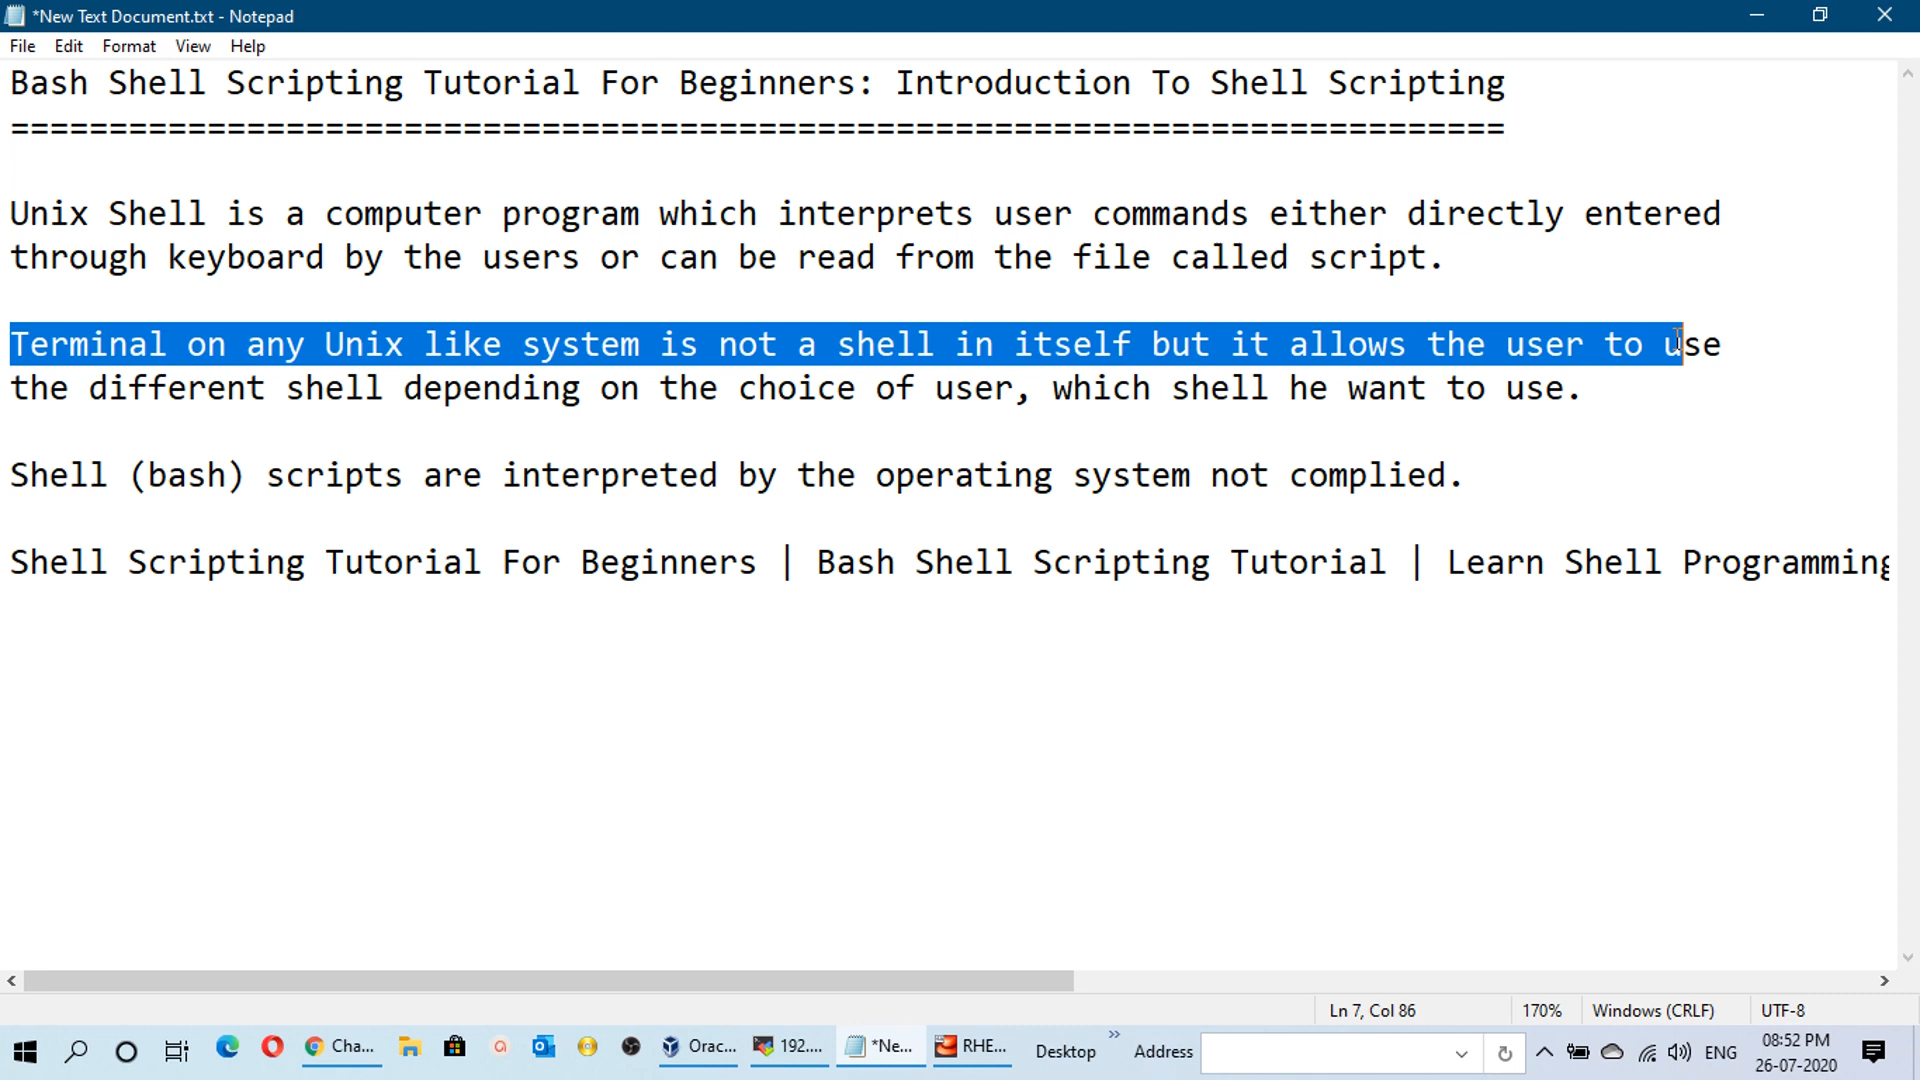 *New Text Document.txt - Notepad
File Edit Format View Help
Bash Shell Scripting Tutorial For Beginners: Introduction To Shell Scripting
============================================================================
Unix Shell is a computer program which interprets user commands either directly entered
through keyboard by the users or can be read from the file called script.
Terminal on any Unix like system is not a shell in itself but it allows the user to use
the different shell depending on the choice of user, which shell he want to use.
Shell (bash) scripts are interpreted by the operating system not complied.
Shell Scripting Tutorial For Beginners | Bash Shell Scripting Tutorial | Learn Shell Programming
Ln 7, Col 86 170% Windows (CRLF) UTF-8
Cha... Orac... 192.... *Ne... RHE... Desktop Address ENG 08:52 PM
26-07-2020